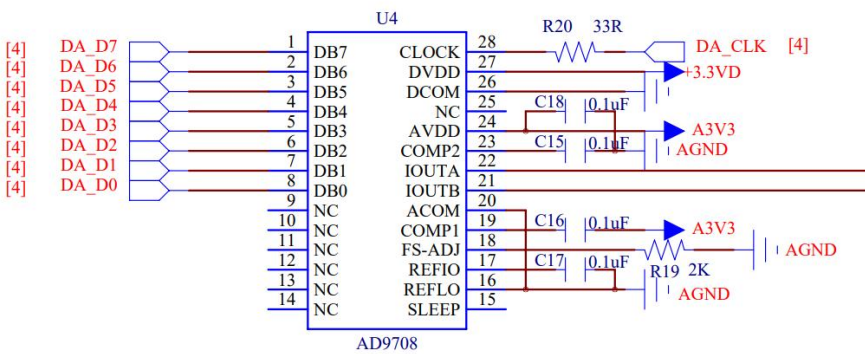 U4
R20 33R
[4] DA_D7 1 DB7 CLOCK 28 DA_CLK [4]
[4] DA_D6 2 DB6 DVDD 27 +3.3VD
[4] DA_D5 3 DB5 DCOM 26
[4] DA_D4 4 DB4 NC 25 C18 0.1uF
[4] DA_D3 5 DB3 AVDD 24 A3V3
[4] DA_D2 6 DB2 COMP2 23 C15 0.1uF AGND
[4] DA_D1 7 DB1 IOUTA 22
[4] DA_D0 8 DB0 IOUTB 21
9 NC ACOM 20
10 NC COMP1 19 C16 0.1uF A3V3
11 NC FS-ADJ 18 AGND
12 NC REFIO 17 C17 0.1uF R19 2K
13 NC REFLO 16 AGND
14 NC SLEEP 15
AD9708